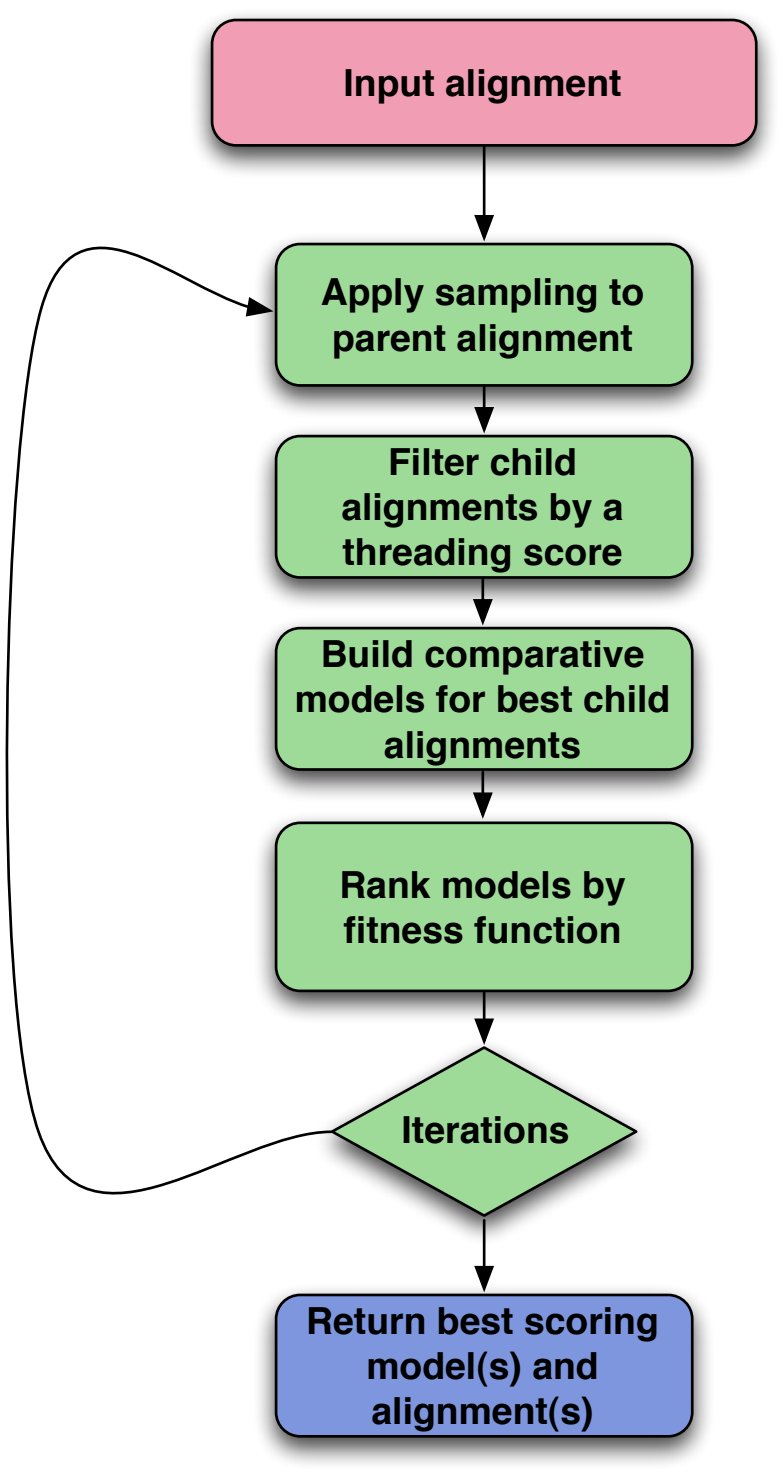 Input alignment
Apply sampling to
parent alignment
Filter child
alignments by a
threading score
Build comparative
models for best child
alignments
Rank models by
fitness function
Iterations
Return best scoring
model(s) and
alignment(s)